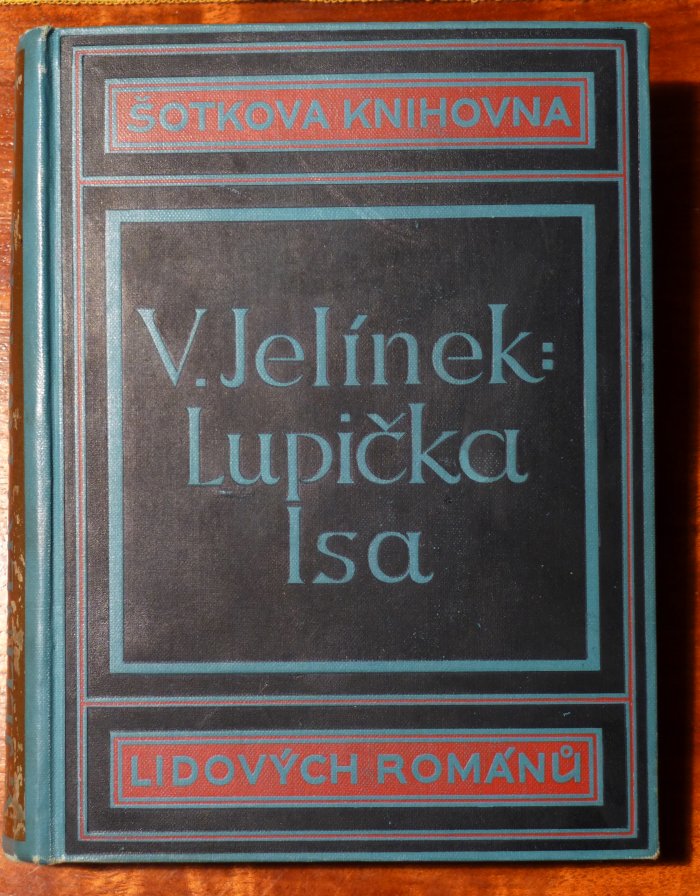 ŠOTKOVA KNIHOVNA
V. Jelínek:
Lupička
Isa
LIDOVÝCH ROMÁNŮ